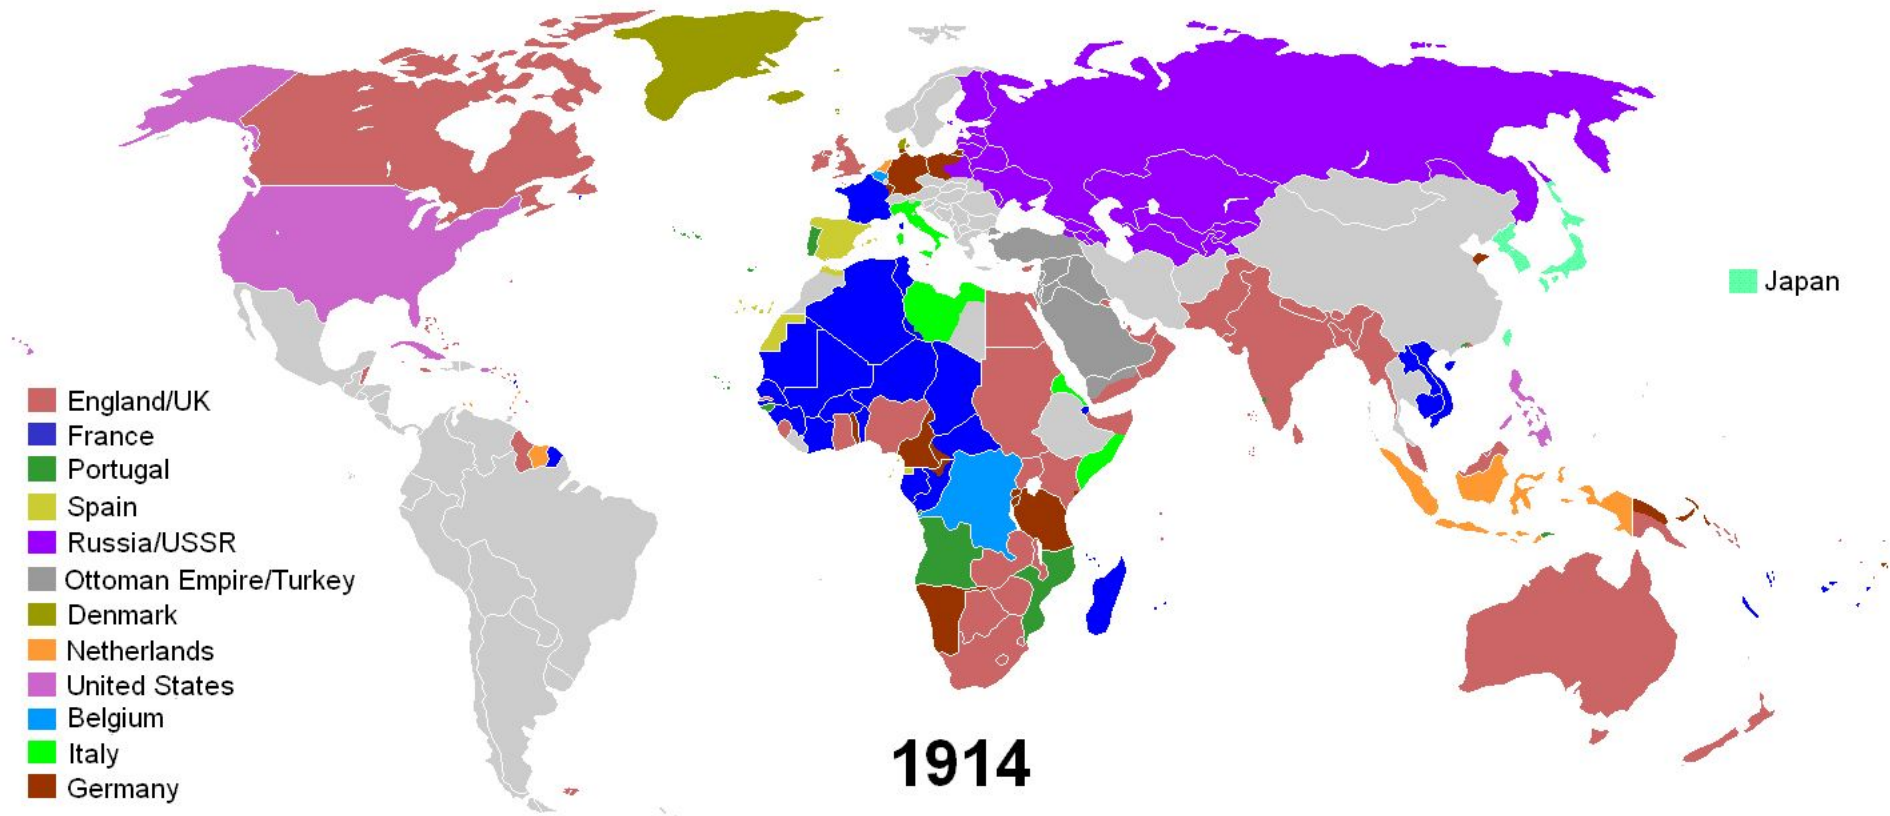 England/UK
France
Portugal
Spain
Russia/USSR
Ottoman Empire/Turkey
Denmark
Netherlands
United States
Belgium
Italy
Germany
Japan
1914